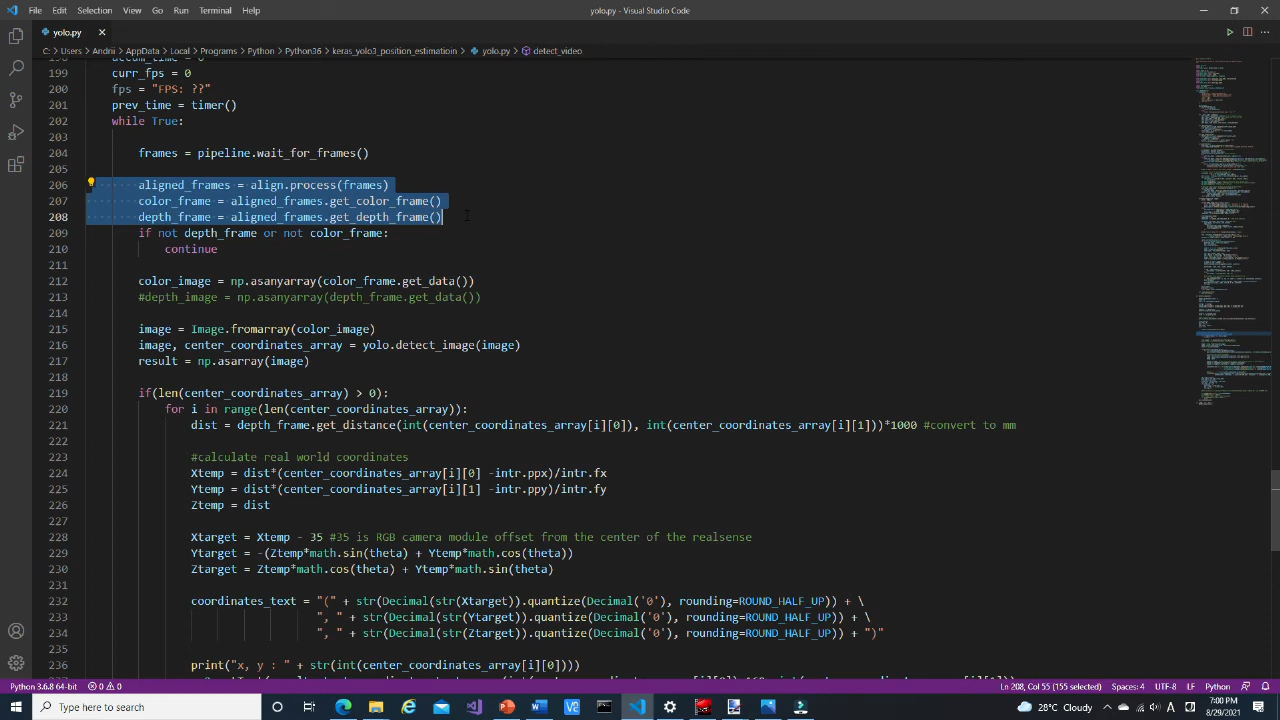 File Edit Selection View Go Run Terminal Help
yolo.py - Visual Studio Code
yolo.py
C: > Users > Andrii > AppData > Local > Programs > Python > Python36 > keras_yolo3_position_estimatioin > yolo.py > detect_video
198 accum_time = 0
199 curr_fps = 0
200 fps = "FPS: ??"
201 prev_time = timer()
202 while True:
203
204 frames = pipeline.wait_for_frames()
205
206 aligned_frames = align.process(frames)
207 color_frame = aligned_frames.get_color_frame()
208 depth_frame = aligned_frames.get_depth_frame()
209 if not depth_frame or not color_frame:
210 continue
211
212 color_image = np.asanyarray(color_frame.get_data())
213 #depth_image = np.asanyarray(depth_frame.get_data())
214
215 image = Image.fromarray(color_image)
216 image, center_coordinates_array = yolo.detect_image(image)
217 result = np.asarray(image)
218
219 if(len(center_coordinates_array) > 0):
220 for i in range(len(center_coordinates_array)):
221 dist = depth_frame.get_distance(int(center_coordinates_array[i][0]), int(center_coordinates_array[i][1]))*1000 #convert to mm
222
223 #calculate real world coordinates
224 Xtemp = dist*(center_coordinates_array[i][0] -intr.ppx)/intr.fx
225 Ytemp = dist*(center_coordinates_array[i][1] -intr.ppy)/intr.fy
226 Ztemp = dist
227
228 Xtarget = Xtemp - 35 #35 is RGB camera module offset from the center of the realsense
229 Ytarget = -(Ztemp*math.sin(theta) + Ytemp*math.cos(theta))
230 Ztarget = Ztemp*math.cos(theta) + Ytemp*math.sin(theta)
231
232 coordinates_text = "(" + str(Decimal(str(Xtarget)).quantize(Decimal('0'), rounding=ROUND_HALF_UP)) + \
233 ", " + str(Decimal(str(Ytarget)).quantize(Decimal('0'), rounding=ROUND_HALF_UP)) + \
234 ", " + str(Decimal(str(Ztarget)).quantize(Decimal('0'), rounding=ROUND_HALF_UP)) + ")"
235
236 print("x, y : " + str(int(center_coordinates_array[i][0])))
Python 3.6.8 64-bit 0 0
Ln 208, Col 55 (155 selected) Spaces: 4 UTF-8 LF Python
Type here to search
28°C Cloudy
A
7:00 PM
8/29/2021